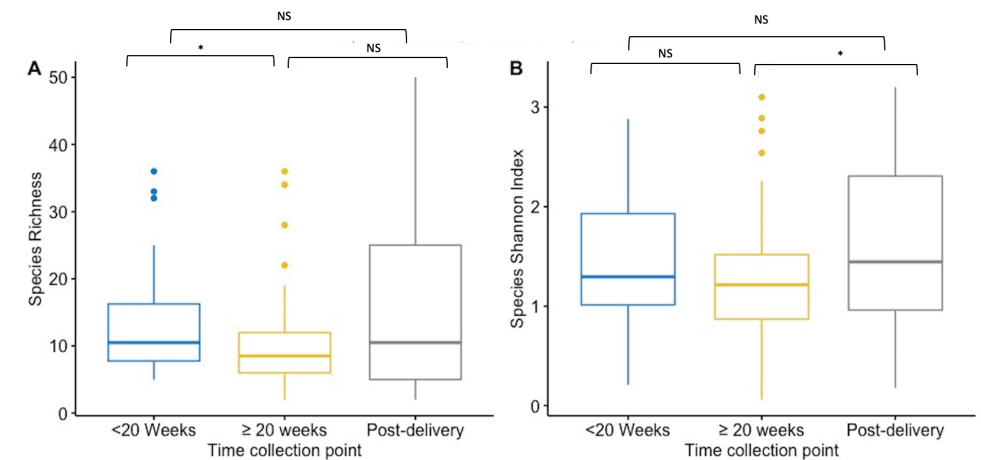 NS
*
NS
A
50
40
30
20
10
0
Species Richness
<20 Weeks
≥ 20 weeks
Post-delivery
Time collection point
NS
NS
*
B
3
2
1
0
Species Shannon Index
<20 Weeks
≥ 20 weeks
Post-delivery
Time collection point